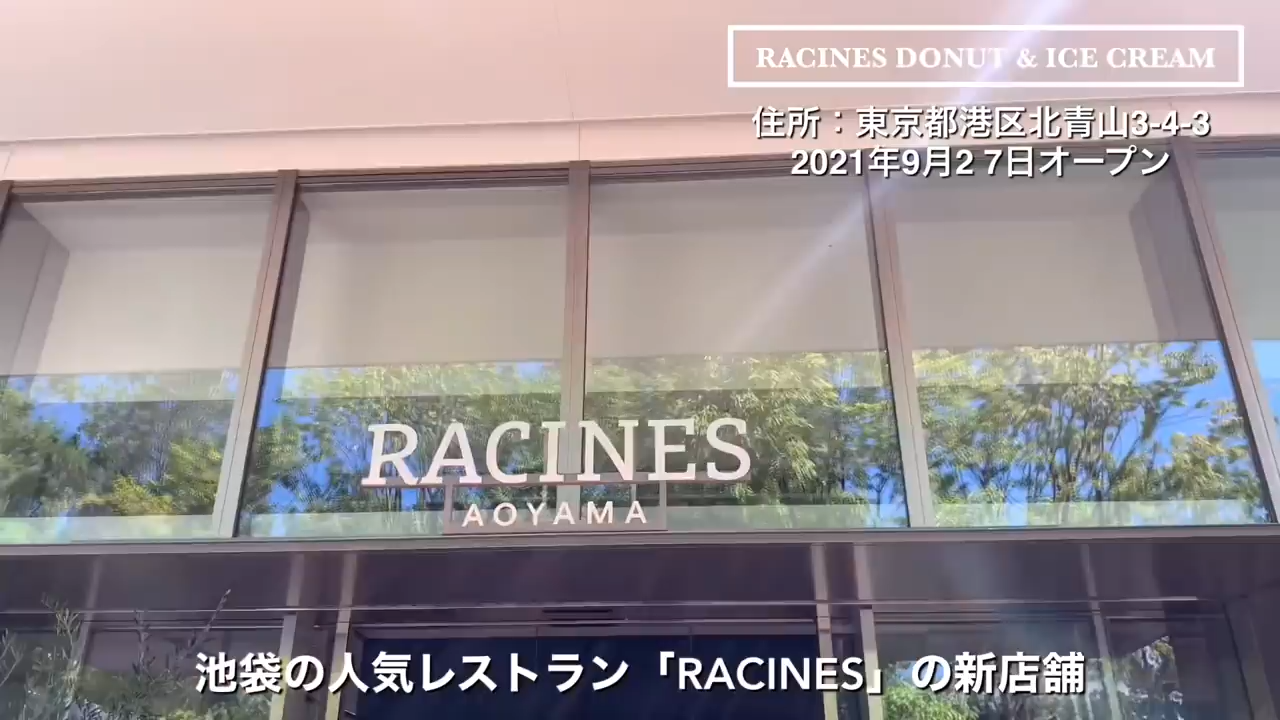 RACINES DONUT & ICE CREAM
住所：東京都港区北青山3-4-3
2021年9月27日オープン
RACINES
AOYAMA
池袋の人気レストラン「RACINES」の新店舗